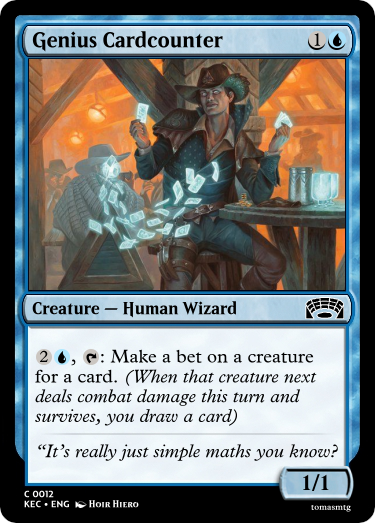 Genius Cardcounter
1
Creature — Human Wizard
2 , : Make a bet on a creature
for a card. (When that creature next
deals combat damage this turn and
survives, you draw a card)
“It’s really just simple maths you know?
1/1
C 0012
KEC • ENG Hoir Hiero
tomasmtg